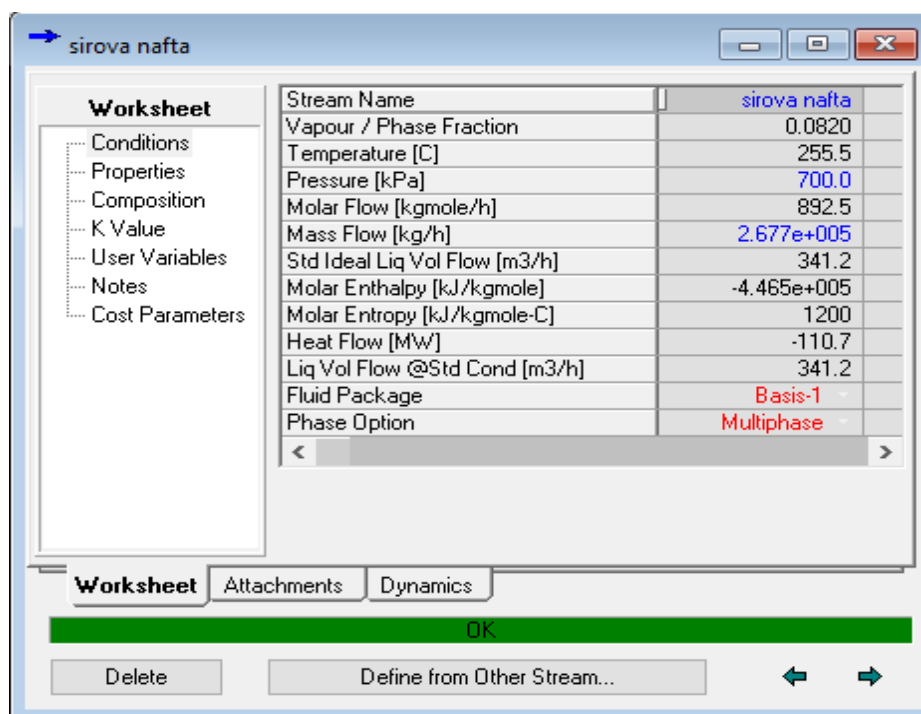 sirova nafta
Worksheet
Conditions
Properties
Composition
K Value
User Variables
Notes
Cost Parameters
Stream Name sirova nafta
Vapour / Phase Fraction 0.0820
Temperature [C] 255.5
Pressure [kPa] 700.0
Molar Flow [kgmole/h] 892.5
Mass Flow [kg/h] 2.677e+005
Std Ideal Liq Vol Flow [m3/h] 341.2
Molar Enthalpy [kJ/kgmole] -4.465e+005
Molar Entropy [kJ/kgmole-C] 1200
Heat Flow [MW] -110.7
Liq Vol Flow @Std Cond [m3/h] 341.2
Fluid Package Basis-1
Phase Option Multiphase
Worksheet Attachments Dynamics
OK
Delete Define from Other Stream...